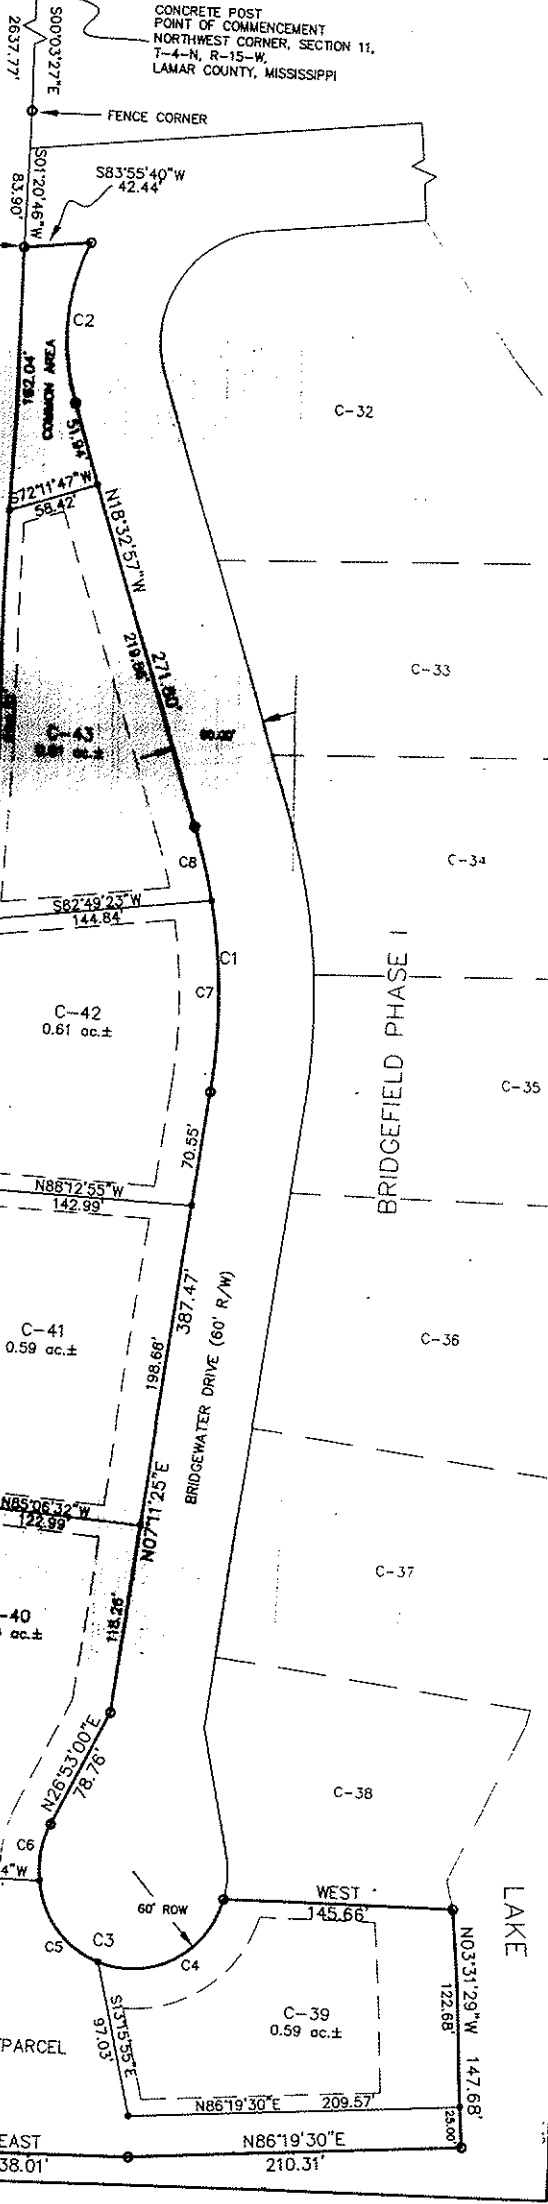 CONCRETE POST
POINT OF COMMENCEMENT
NORTHWEST CORNER, SECTION 11,
T-4-N, R-15-W,
LAMAR COUNTY, MISSISSIPPI
S00°03'27"E
2637.77'
FENCE CORNER
S01°20'46"W
83.90'
S83°55'40"W
42.44'
C2
COMMON AREA
51.94'
C-32
S72°11'47"W
58.42'
N18°32'57"W
219.86'
271.80'
C-33
C-43
60.00'
C8
C-34
S82°49'23"W
144.84'
C1
C7
C-42
0.61 ac.±
BRIDGEFIELD PHASE I
C-35
70.55'
N88°12'55"W
142.99'
387.47'
198.66'
BRIDGEWATER DRIVE (60' R/W)
C-41
0.59 ac.±
C-36
N85°06'32"W
122.99'
N07°11'25"E
118.26'
-40
ac.±
C-37
N26°53'00"E
78.76'
C-38
C6
4"W
60' ROW
WEST
145.66'
LAKE
C5
C3
C4
N03°31'29"W
122.68'
147.68'
S13°15'55"E
97.03'
C-39
0.59 ac.±
PARCEL
N86°19'30"E
209.57'
25.00'
EAST
38.01'
N86°19'30"E
210.31'